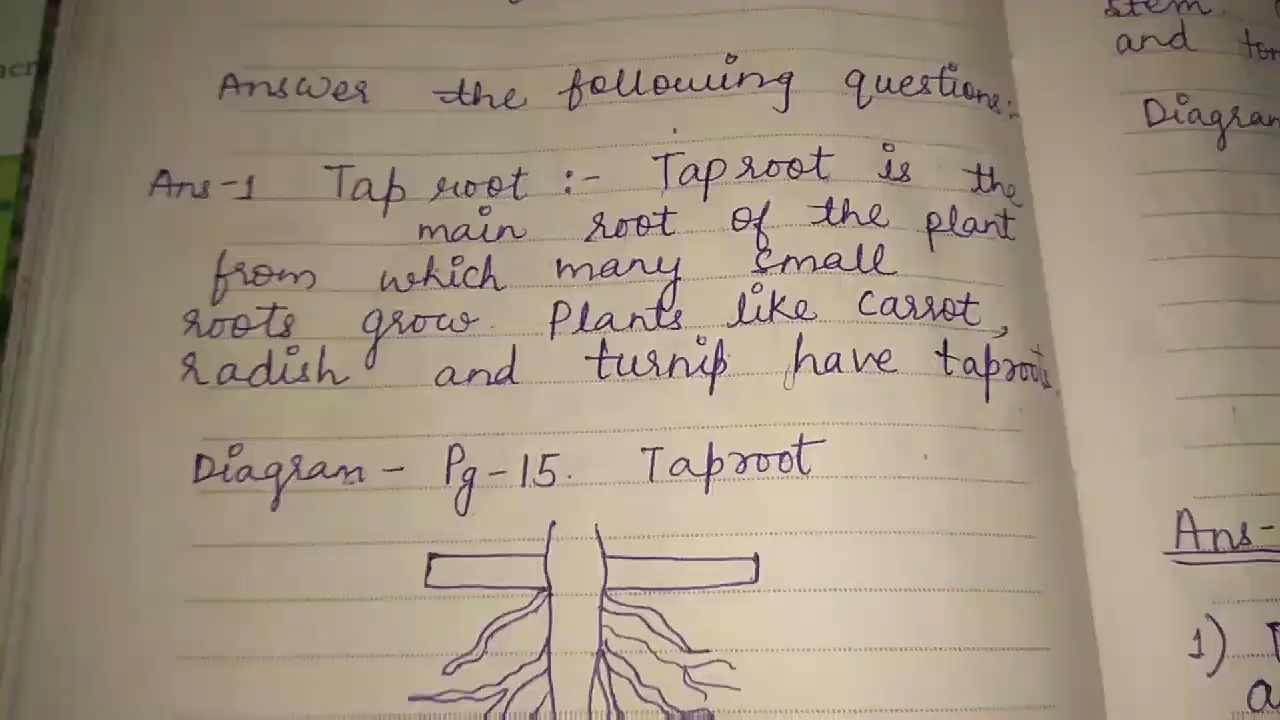 Answer the following questions:-
Ans-1 Tap root :- Taproot is the
main root of the plant
from which many small
roots grow. Plants like carrot,
radish and turnip have taproots.
Diagram - Pg-15. Taproot
stem
and
Diagram
Ans-
1)